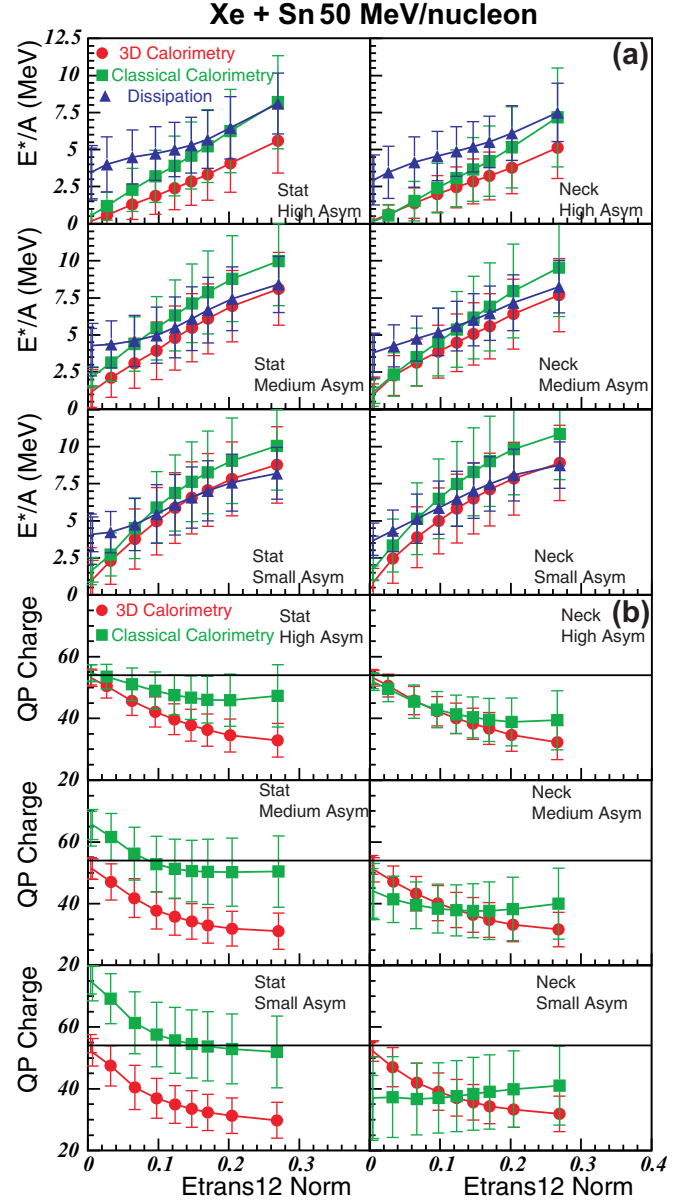 Xe + Sn 50 MeV/nucleon
12.5
10
7.5
5
2.5
0
E*/A (MeV)
3D Calorimetry
Classical Calorimetry
Dissipation
Stat
High Asym
(a)
Neck
High Asym
10
7.5
5
2.5
0
E*/A (MeV)
Stat
Medium Asym
Neck
Medium Asym
10
7.5
5
2.5
0
E*/A (MeV)
Stat
Small Asym
Neck
Small Asym
60
40
20
QP Charge
3D Calorimetry
Classical Calorimetry
Stat
High Asym
(b)
Neck
High Asym
60
40
20
QP Charge
Stat
Medium Asym
Neck
Medium Asym
60
40
20
QP Charge
Stat
Small Asym
Neck
Small Asym
0 0.1 0.2 0.3 0 0.1 0.2 0.3 0.4
Etrans12 Norm Etrans12 Norm